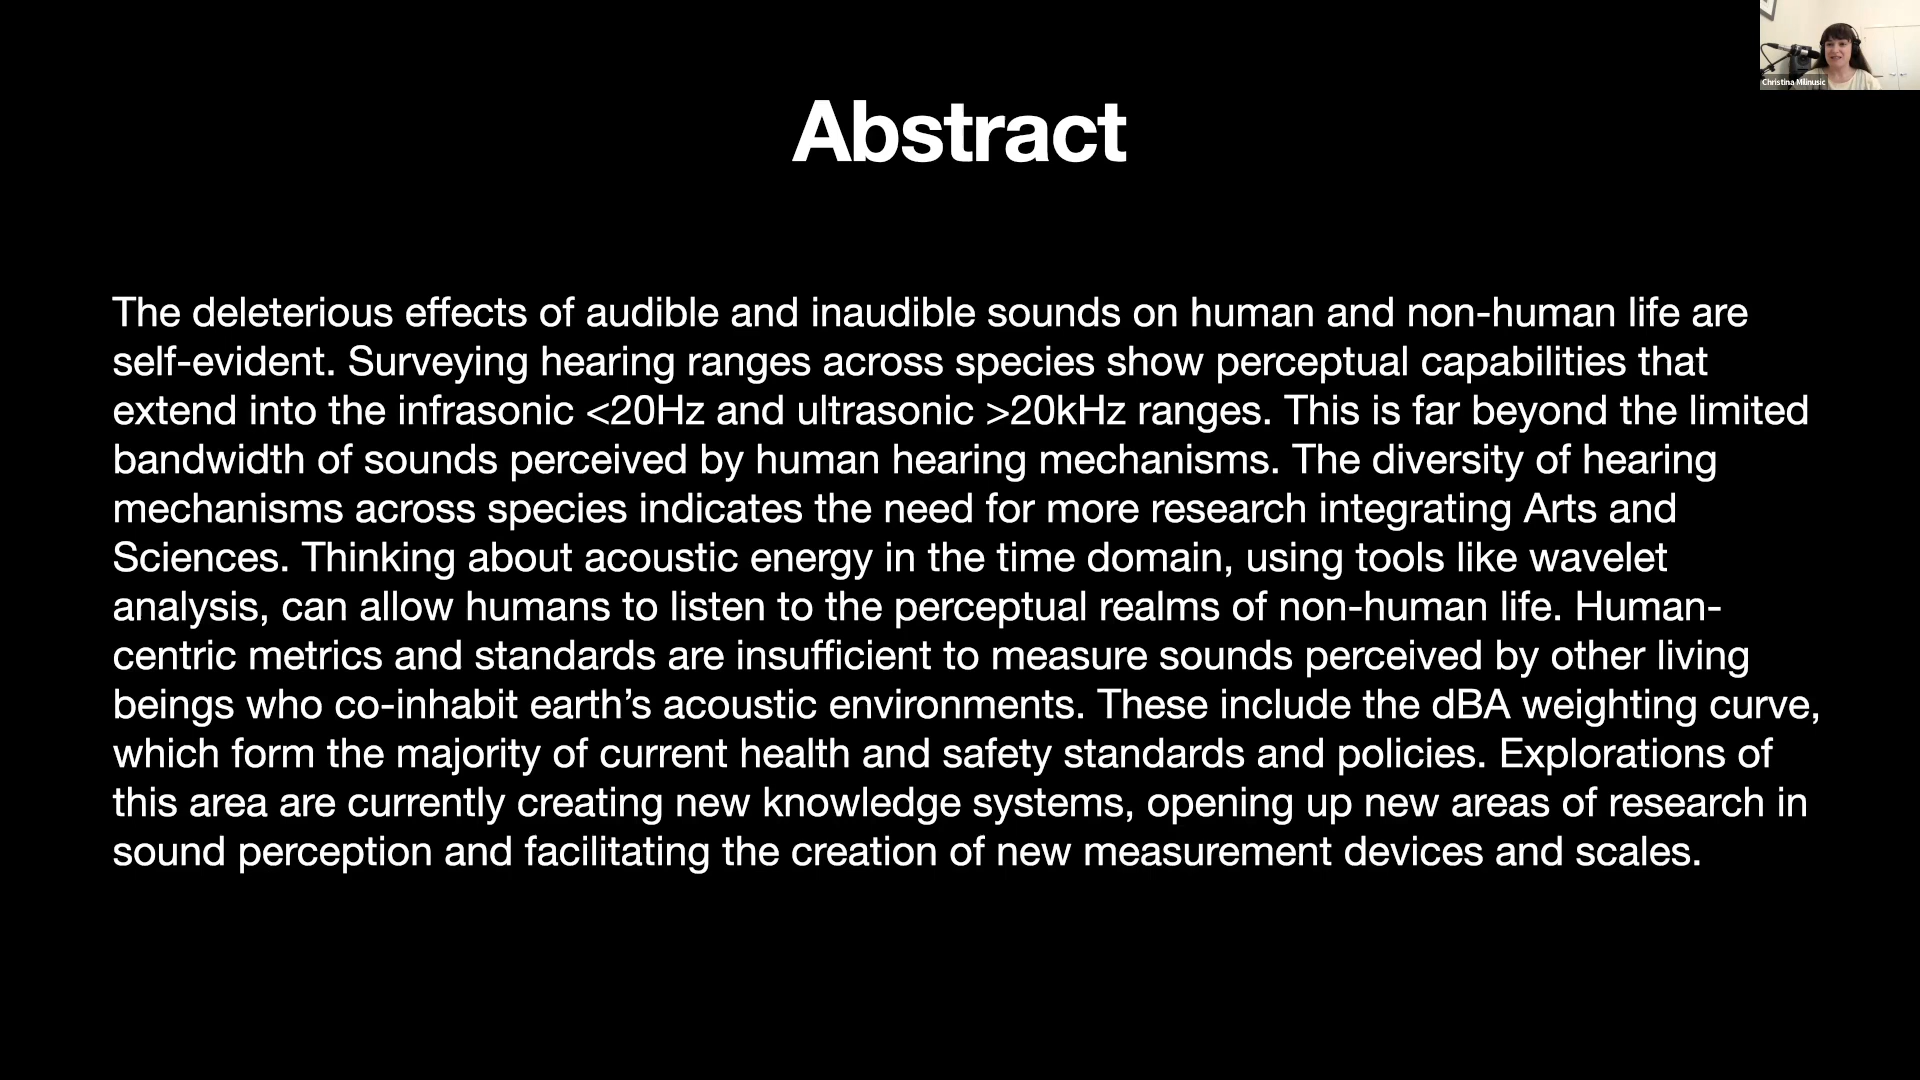 Christina Milinusic
Abstract
The deleterious effects of audible and inaudible sounds on human and non-human life are
self-evident. Surveying hearing ranges across species show perceptual capabilities that
extend into the infrasonic <20Hz and ultrasonic >20kHz ranges. This is far beyond the limited
bandwidth of sounds perceived by human hearing mechanisms. The diversity of hearing
mechanisms across species indicates the need for more research integrating Arts and
Sciences. Thinking about acoustic energy in the time domain, using tools like wavelet
analysis, can allow humans to listen to the perceptual realms of non-human life. Human-
centric metrics and standards are insufficient to measure sounds perceived by other living
beings who co-inhabit earth’s acoustic environments. These include the dBA weighting curve,
which form the majority of current health and safety standards and policies. Explorations of
this area are currently creating new knowledge systems, opening up new areas of research in
sound perception and facilitating the creation of new measurement devices and scales.